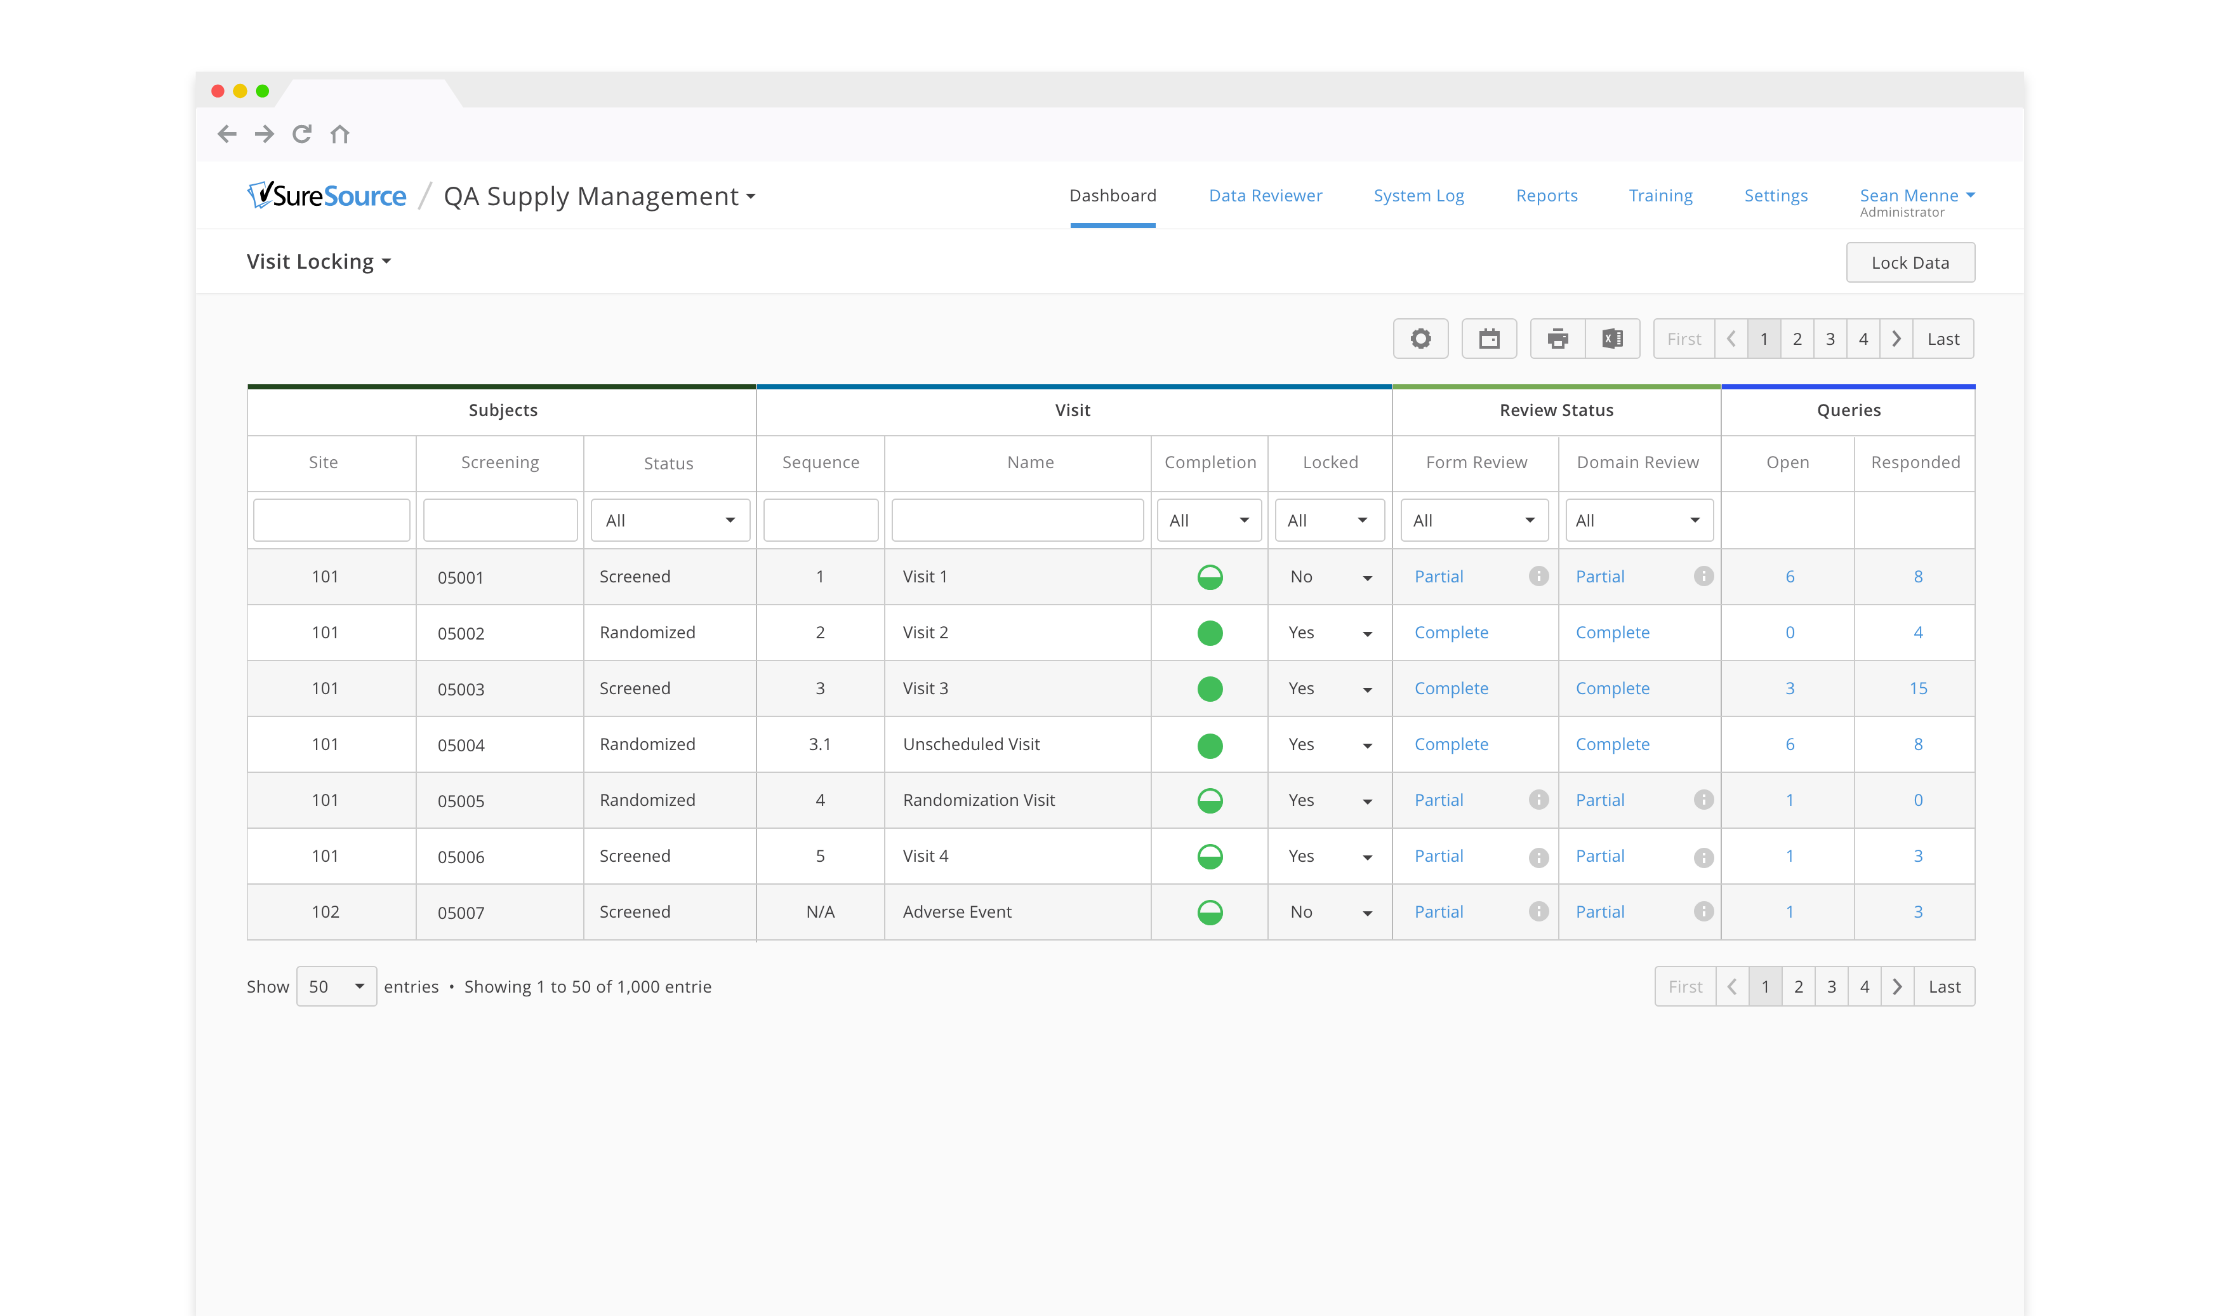 SureSource / QA Supply Management
Dashboard Data Reviewer System Log Reports Training Settings Sean Menne
Administrator
Visit Locking
Lock Data
First 1 2 3 4 Last
Subjects Visit Review Status Queries
Site Screening Status Sequence Name Completion Locked Form Review Domain Review Open Responded
All All All All All
101 05001 Screened 1 Visit 1 No Partial Partial 6 8
101 05002 Randomized 2 Visit 2 Yes Complete Complete 0 4
101 05003 Screened 3 Visit 3 Yes Complete Complete 3 15
101 05004 Randomized 3.1 Unscheduled Visit Yes Complete Complete 6 8
101 05005 Randomized 4 Randomization Visit Yes Partial Partial 1 0
101 05006 Screened 5 Visit 4 Yes Partial Partial 1 3
102 05007 Screened N/A Adverse Event No Partial Partial 1 3
Show 50 entries • Showing 1 to 50 of 1,000 entrie
First 1 2 3 4 Last